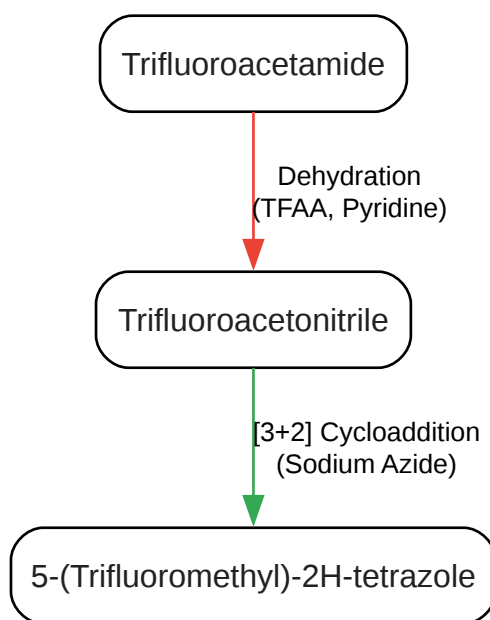 Trifluoroacetamide
Dehydration
(TFAA, Pyridine)
Trifluoroacetonitrile
[3+2] Cycloaddition
(Sodium Azide)
5-(Trifluoromethyl)-2H-tetrazole